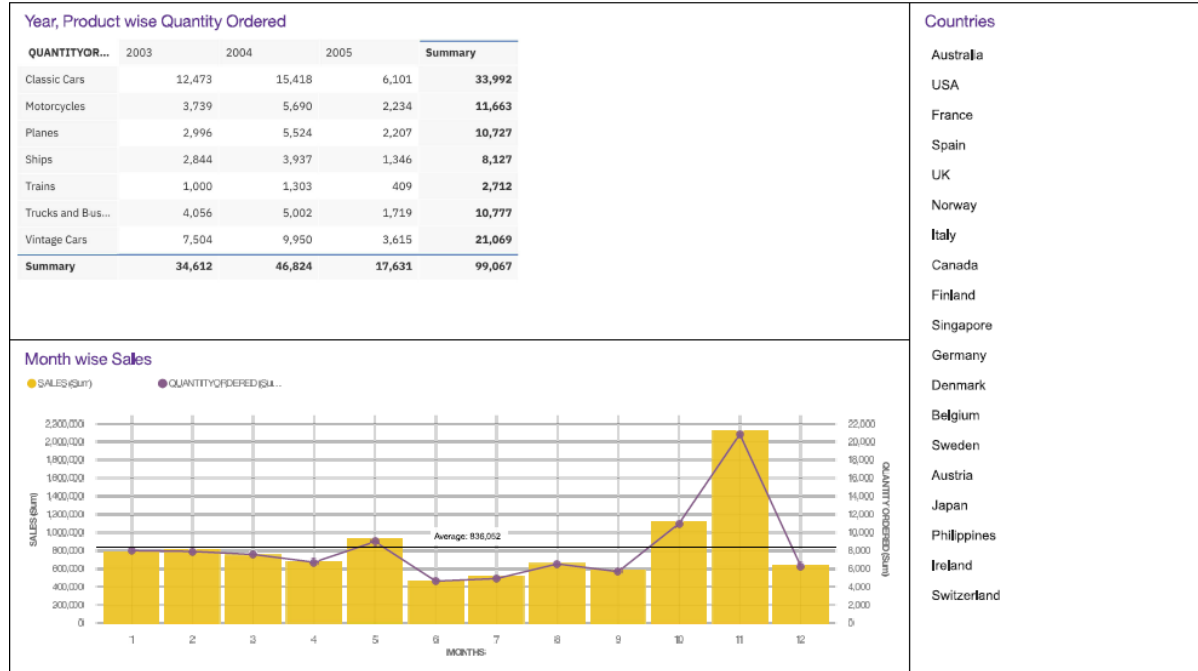 Year, Product wise Quantity Ordered
QUANTITYOR... 2003 2004 2005 Summary
Classic Cars 12,473 15,418 6,101 33,992
Motorcycles 3,739 5,690 2,234 11,663
Planes 2,996 5,524 2,207 10,727
Ships 2,844 3,937 1,346 8,127
Trains 1,000 1,303 409 2,712
Trucks and Bus... 4,056 5,002 1,719 10,777
Vintage Cars 7,504 9,950 3,615 21,069
Summary 34,612 46,824 17,631 99,067
Countries
Australia
USA
France
Spain
UK
Norway
Italy
Canada
Finland
Singapore
Germany
Denmark
Belgium
Sweden
Austria
Japan
Philippines
Ireland
Switzerland
Month wise Sales
SALES (Sum) QUANTITYORDERED (Su...
SALES (Sum)
2,200,000
2,000,000
1,800,000
1,600,000
1,400,000
1,200,000
1,000,000
800,000
600,000
400,000
200,000
0
Average: 836,052
22,000
20,000
18,000
16,000
14,000
12,000
10,000
8,000
6,000
4,000
2,000
0
QUANTITY ORDERED (Sum)
1 2 3 4 5 6 7 8 9 10 11 12
MONTHS